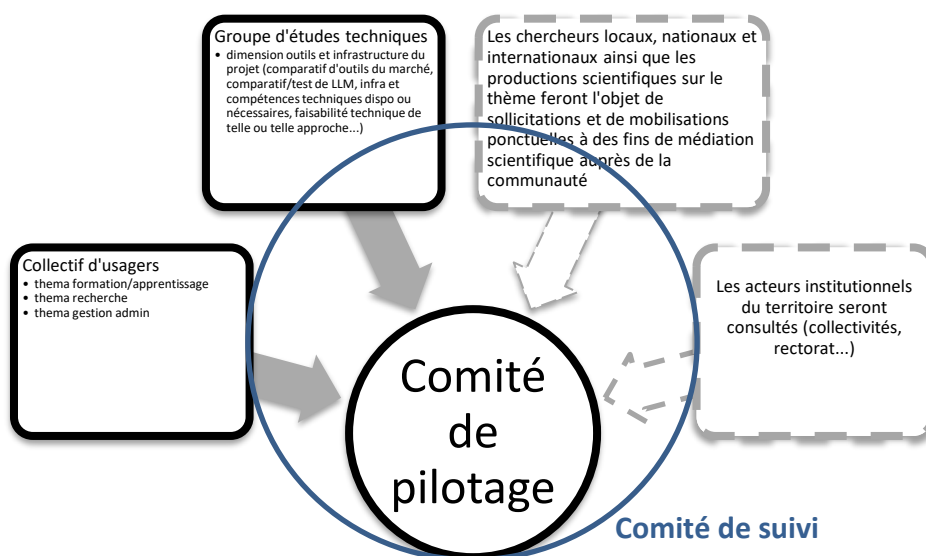 Groupe d'études techniques
• dimension outils et infrastructure du
projet (comparatif d'outils du marché,
comparatif/test de LLM, infra et
compétences techniques dispo ou
nécessaires, faisabilité technique de
telle ou telle approche...)
Les chercheurs locaux, nationaux et
internationaux ainsi que les
productions scientifiques sur le
thème feront l'objet de
sollicitations et de mobilisations
ponctuelles à des fins de médiation
scientifique auprès de la
communauté
Collectif d'usagers
• thema formation/apprentissage
• thema recherche
• thema gestion admin
Les acteurs institutionnels
du territoire seront
consultés (collectivités,
rectorat...)
Comité
de
pilotage
Comité de suivi